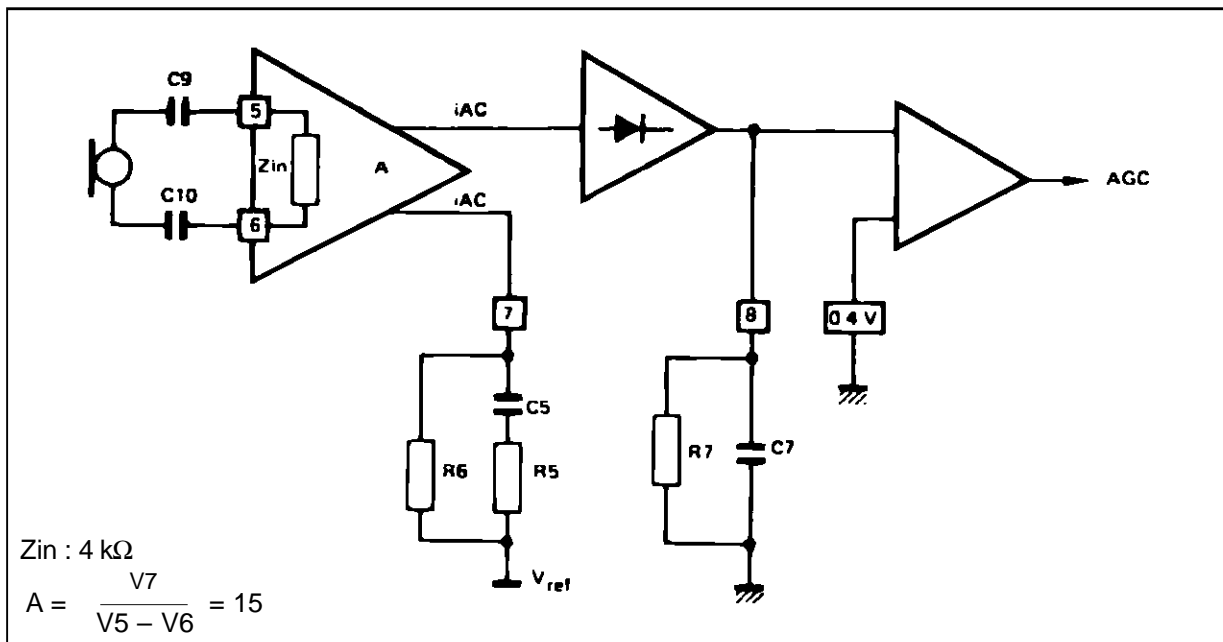 C9
5
iAC
Zin
A
C10
6
iAC
AGC
7
8
0 4 V
C5
R6
R5
R7
C7
Vref
Zin : 4 kΩ
A = V7 / V5 – V6 = 15